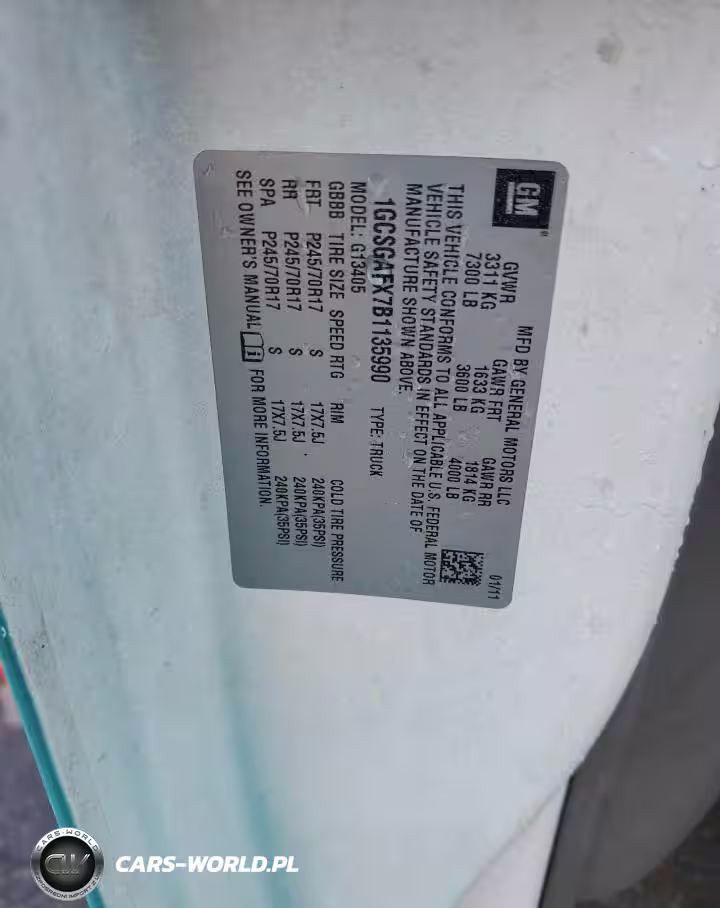 GM
MFD BY GENERAL MOTORS LLC 01/11
GVWR GAWR FRT GAWR RR
3311 KG 1633 KG 1814 KG
7300 LB 3600 LB 4000 LB
THIS VEHICLE CONFORMS TO ALL APPLICABLE U.S. FEDERAL MOTOR
VEHICLE SAFETY STANDARDS IN EFFECT ON THE DATE OF
MANUFACTURE SHOWN ABOVE.
1GCSGAFX7B1135990 TYPE: TRUCK
MODEL: G13405
GBBB TIRE SIZE SPEED RTG RIM COLD TIRE PRESSURE
FRT P245/70R17 S 17X7.5J 240KPA(35PSI)
RR P245/70R17 S 17X7.5J 240KPA(35PSI)
SPA P245/70R17 S 17X7.5J 240KPA(35PSI)
SEE OWNER'S MANUAL FOR MORE INFORMATION.
CARS-WORLD
CW
CARS-WORLD.PL